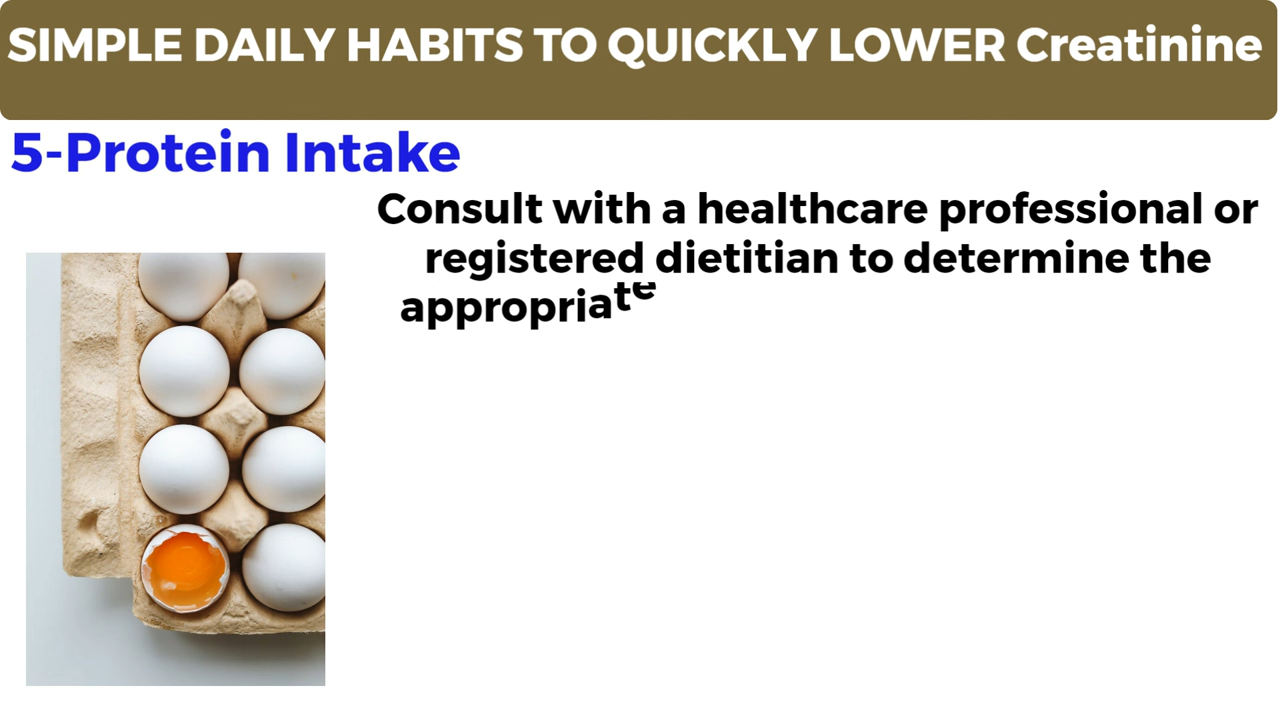 SIMPLE DAILY HABITS TO QUICKLY LOWER Creatinine
5-Protein Intake
Consult with a healthcare professional or
registered dietitian to determine the
appropriate